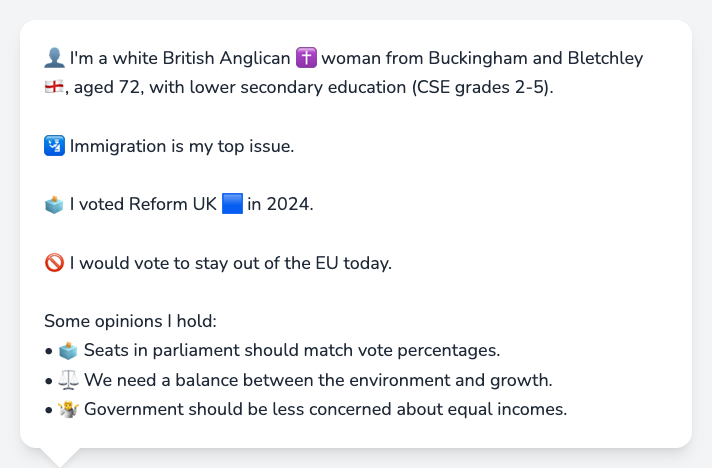 👤 I'm a white British Anglican ✝️ woman from Buckingham and Bletchley
🏴󠁧󠁢󠁥󠁮󠁧󠁿, aged 72, with lower secondary education (CSE grades 2-5).
🛂 Immigration is my top issue.
🗳️ I voted Reform UK 🟦 in 2024.
🚫 I would vote to stay out of the EU today.
Some opinions I hold:
• 🗳️ Seats in parliament should match vote percentages.
• ⚖️ We need a balance between the environment and growth.
• 🤷 Government should be less concerned about equal incomes.